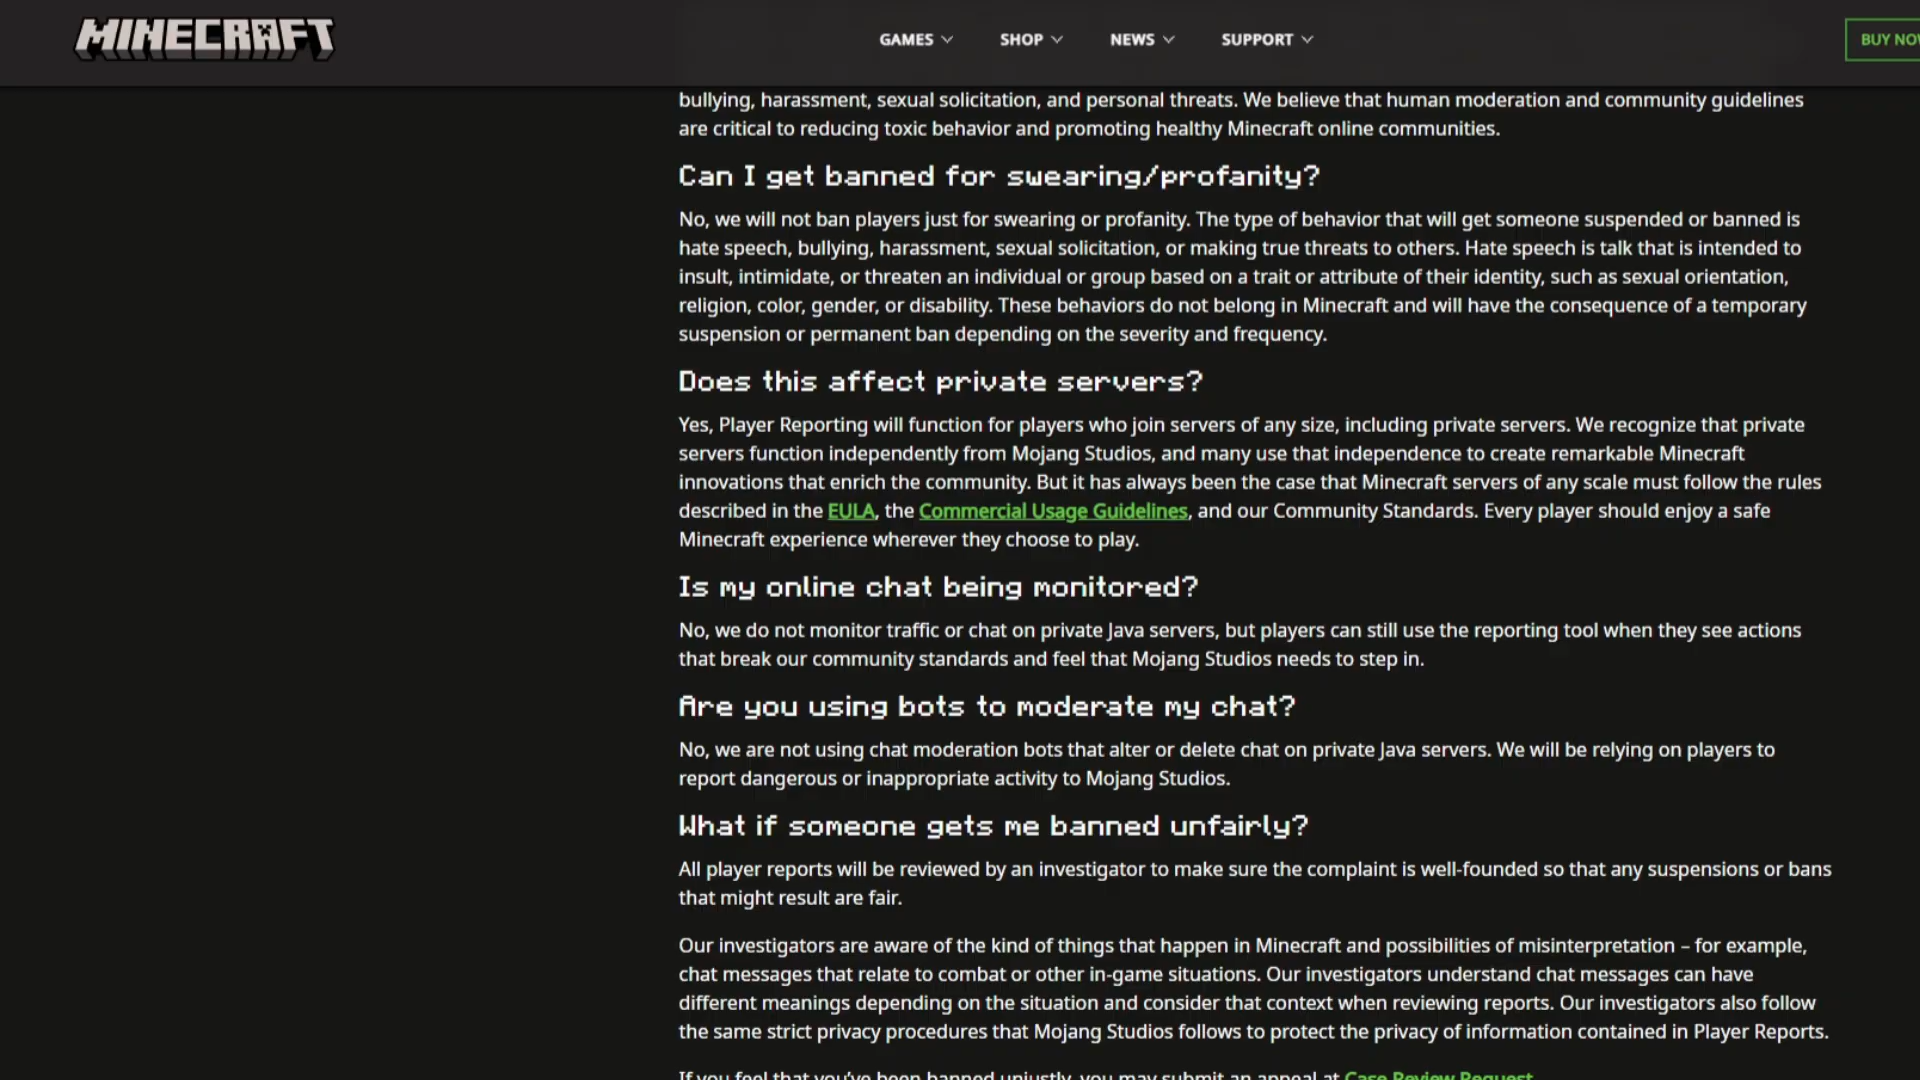 MINECRAFT
GAMES
SHOP
NEWS
SUPPORT
BUY NOW
bullying, harassment, sexual solicitation, and personal threats. We believe that human moderation and community guidelines
are critical to reducing toxic behavior and promoting healthy Minecraft online communities.
Can I get banned for swearing/profanity?
No, we will not ban players just for swearing or profanity. The type of behavior that will get someone suspended or banned is
hate speech, bullying, harassment, sexual solicitation, or making true threats to others. Hate speech is talk that is intended to
insult, intimidate, or threaten an individual or group based on a trait or attribute of their identity, such as sexual orientation,
religion, color, gender, or disability. These behaviors do not belong in Minecraft and will have the consequence of a temporary
suspension or permanent ban depending on the severity and frequency.
Does this affect private servers?
Yes, Player Reporting will function for players who join servers of any size, including private servers. We recognize that private
servers function independently from Mojang Studios, and many use that independence to create remarkable Minecraft
innovations that enrich the community. But it has always been the case that Minecraft servers of any scale must follow the rules
described in the EULA, the Commercial Usage Guidelines, and our Community Standards. Every player should enjoy a safe
Minecraft experience wherever they choose to play.
Is my online chat being monitored?
No, we do not monitor traffic or chat on private Java servers, but players can still use the reporting tool when they see actions
that break our community standards and feel that Mojang Studios needs to step in.
Are you using bots to moderate my chat?
No, we are not using chat moderation bots that alter or delete chat on private Java servers. We will be relying on players to
report dangerous or inappropriate activity to Mojang Studios.
What if someone gets me banned unfairly?
All player reports will be reviewed by an investigator to make sure the complaint is well-founded so that any suspensions or bans
that might result are fair.
Our investigators are aware of the kind of things that happen in Minecraft and possibilities of misinterpretation – for example,
chat messages that relate to combat or other in-game situations. Our investigators understand chat messages can have
different meanings depending on the situation and consider that context when reviewing reports. Our investigators also follow
the same strict privacy procedures that Mojang Studios follows to protect the privacy of information contained in Player Reports.
If you feel that you've been banned unjustly, you may submit an appeal at Case Review Request